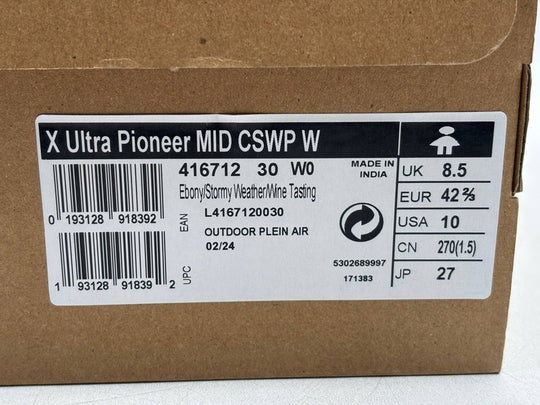 X Ultra Pioneer MID CSWP W
416712 30 W0
Ebony/Stormy Weather/Wine Tasting
EAN L4167120030
0 193128 918392
OUTDOOR PLEIN AIR
02/24
UPC
1 93128 91839 2
MADE IN
INDIA
5302689997
171383
UK 8.5
EUR 42⅔
USA 10
CN 270(1.5)
JP 27